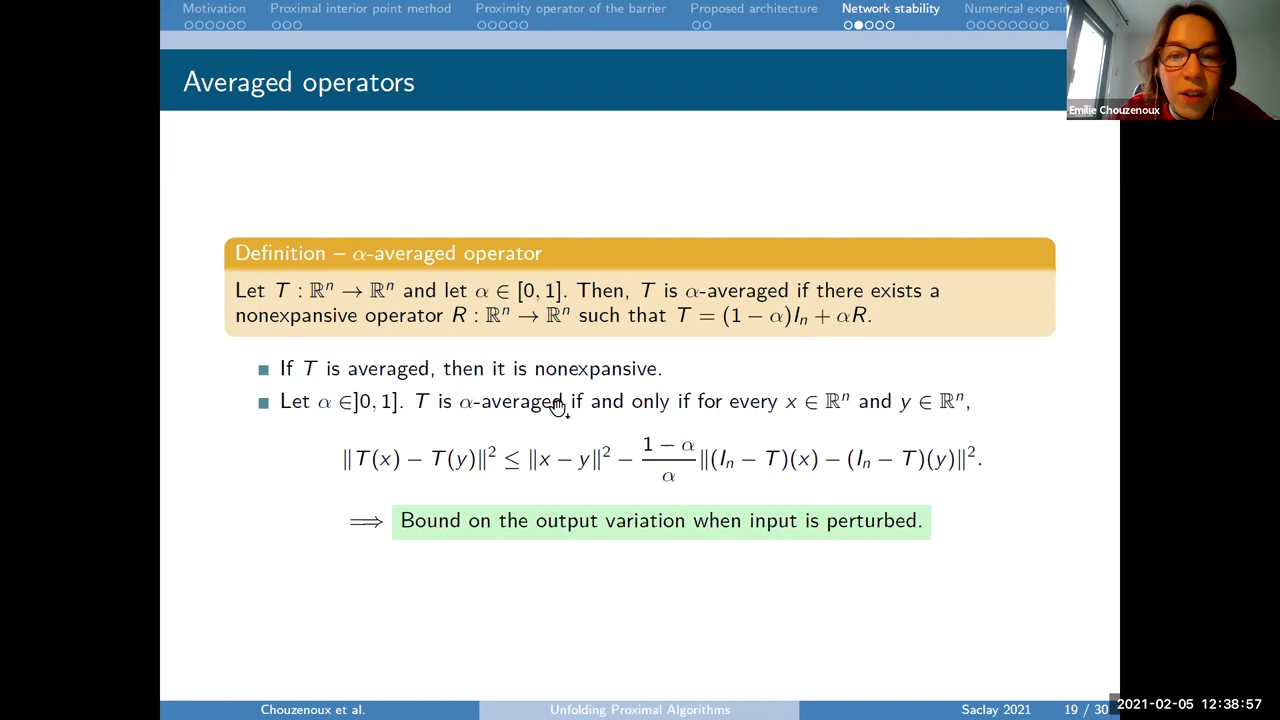 Motivation Proximal interior point method Proximity operator of the barrier Proposed architecture Network stability Numerical experim
Emilie Chouzenoux
Averaged operators
Definition – α-averaged operator
Let T : ℝⁿ → ℝⁿ and let α ∈ [0, 1]. Then, T is α-averaged if there exists a
nonexpansive operator R : ℝⁿ → ℝⁿ such that T = (1 − α)Iₙ + αR.
If T is averaged, then it is nonexpansive.
Let α ∈]0, 1]. T is α-averaged if and only if for every x ∈ ℝⁿ and y ∈ ℝⁿ,
‖T(x) − T(y)‖² ≤ ‖x − y‖² − (1 − α)/α ‖(Iₙ − T)(x) − (Iₙ − T)(y)‖².
⟹ Bound on the output variation when input is perturbed.
Chouzenoux et al. Unfolding Proximal Algorithms Saclay 2021 19 / 30
2021-02-05 12:38:57